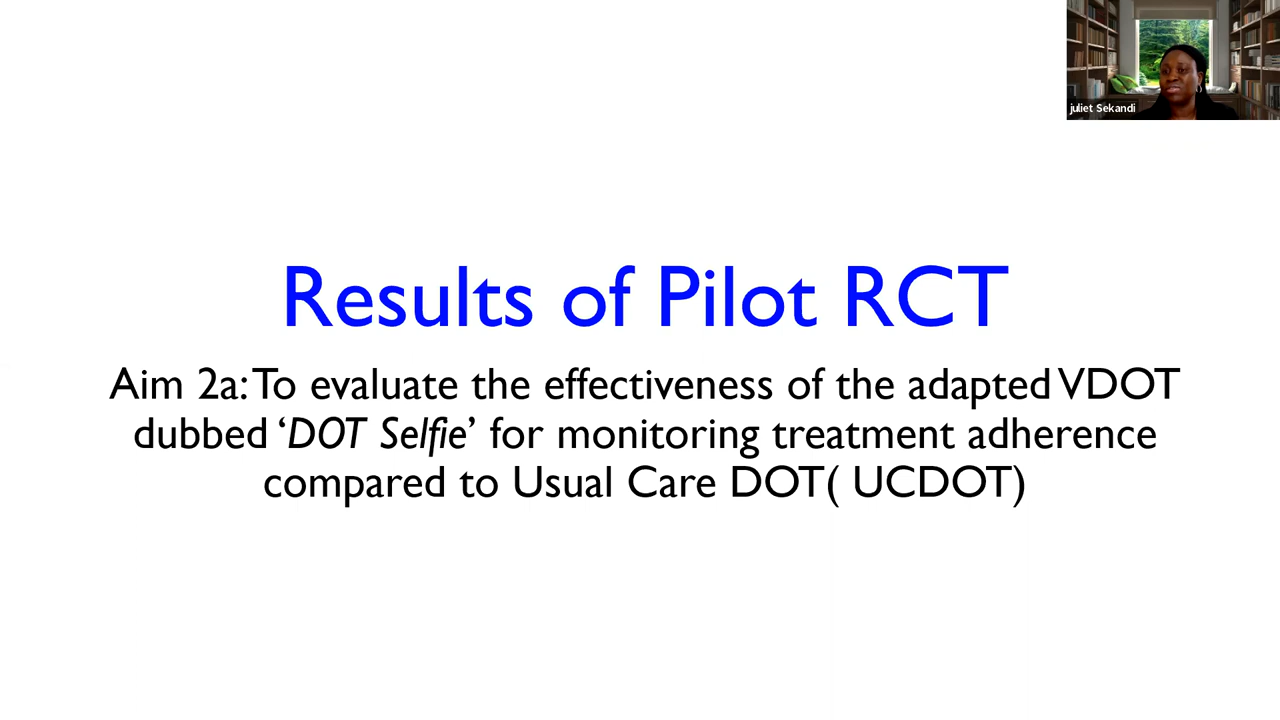 juliet Sekandi
Results of Pilot RCT
Aim 2a: To evaluate the effectiveness of the adapted VDOT
dubbed ‘DOT Selfie’ for monitoring treatment adherence
compared to Usual Care DOT( UCDOT)